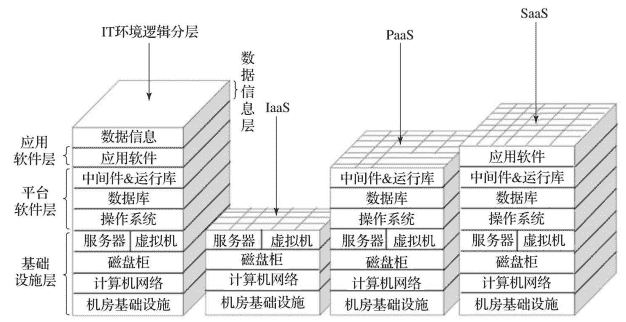 SaaS
PaaS
IT环境逻辑分层
数据信息层
IaaS
应用软件层
平台软件层
基础设施层
数据信息
应用软件
中间件&运行库
数据库
操作系统
服务器 虚拟机
磁盘柜
计算机网络
机房基础设施
服务器 虚拟机
磁盘柜
计算机网络
机房基础设施
中间件&运行库
数据库
操作系统
服务器 虚拟机
磁盘柜
计算机网络
机房基础设施
应用软件
中间件&运行库
数据库
操作系统
服务器 虚拟机
磁盘柜
计算机网络
机房基础设施